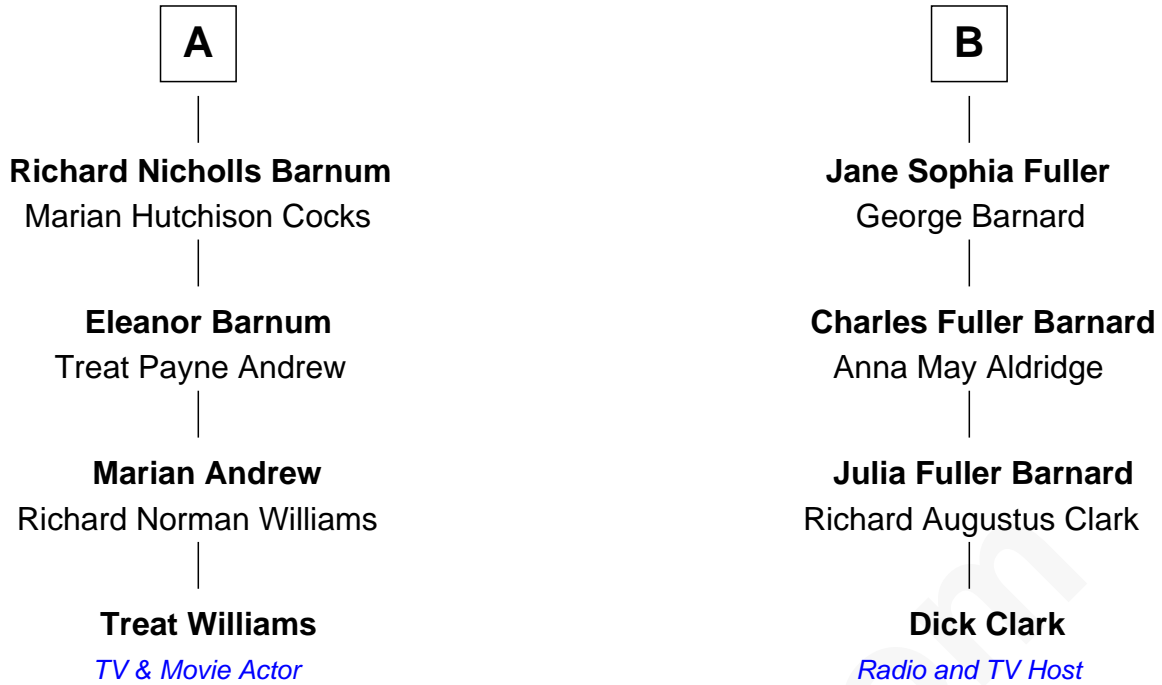 A
Richard Nicholls Barnum
Marian Hutchison Cocks
Eleanor Barnum
Treat Payne Andrew
Marian Andrew
Richard Norman Williams
Treat Williams
TV & Movie Actor
B
Jane Sophia Fuller
George Barnard
Charles Fuller Barnard
Anna May Aldridge
Julia Fuller Barnard
Richard Augustus Clark
Dick Clark
Radio and TV Host